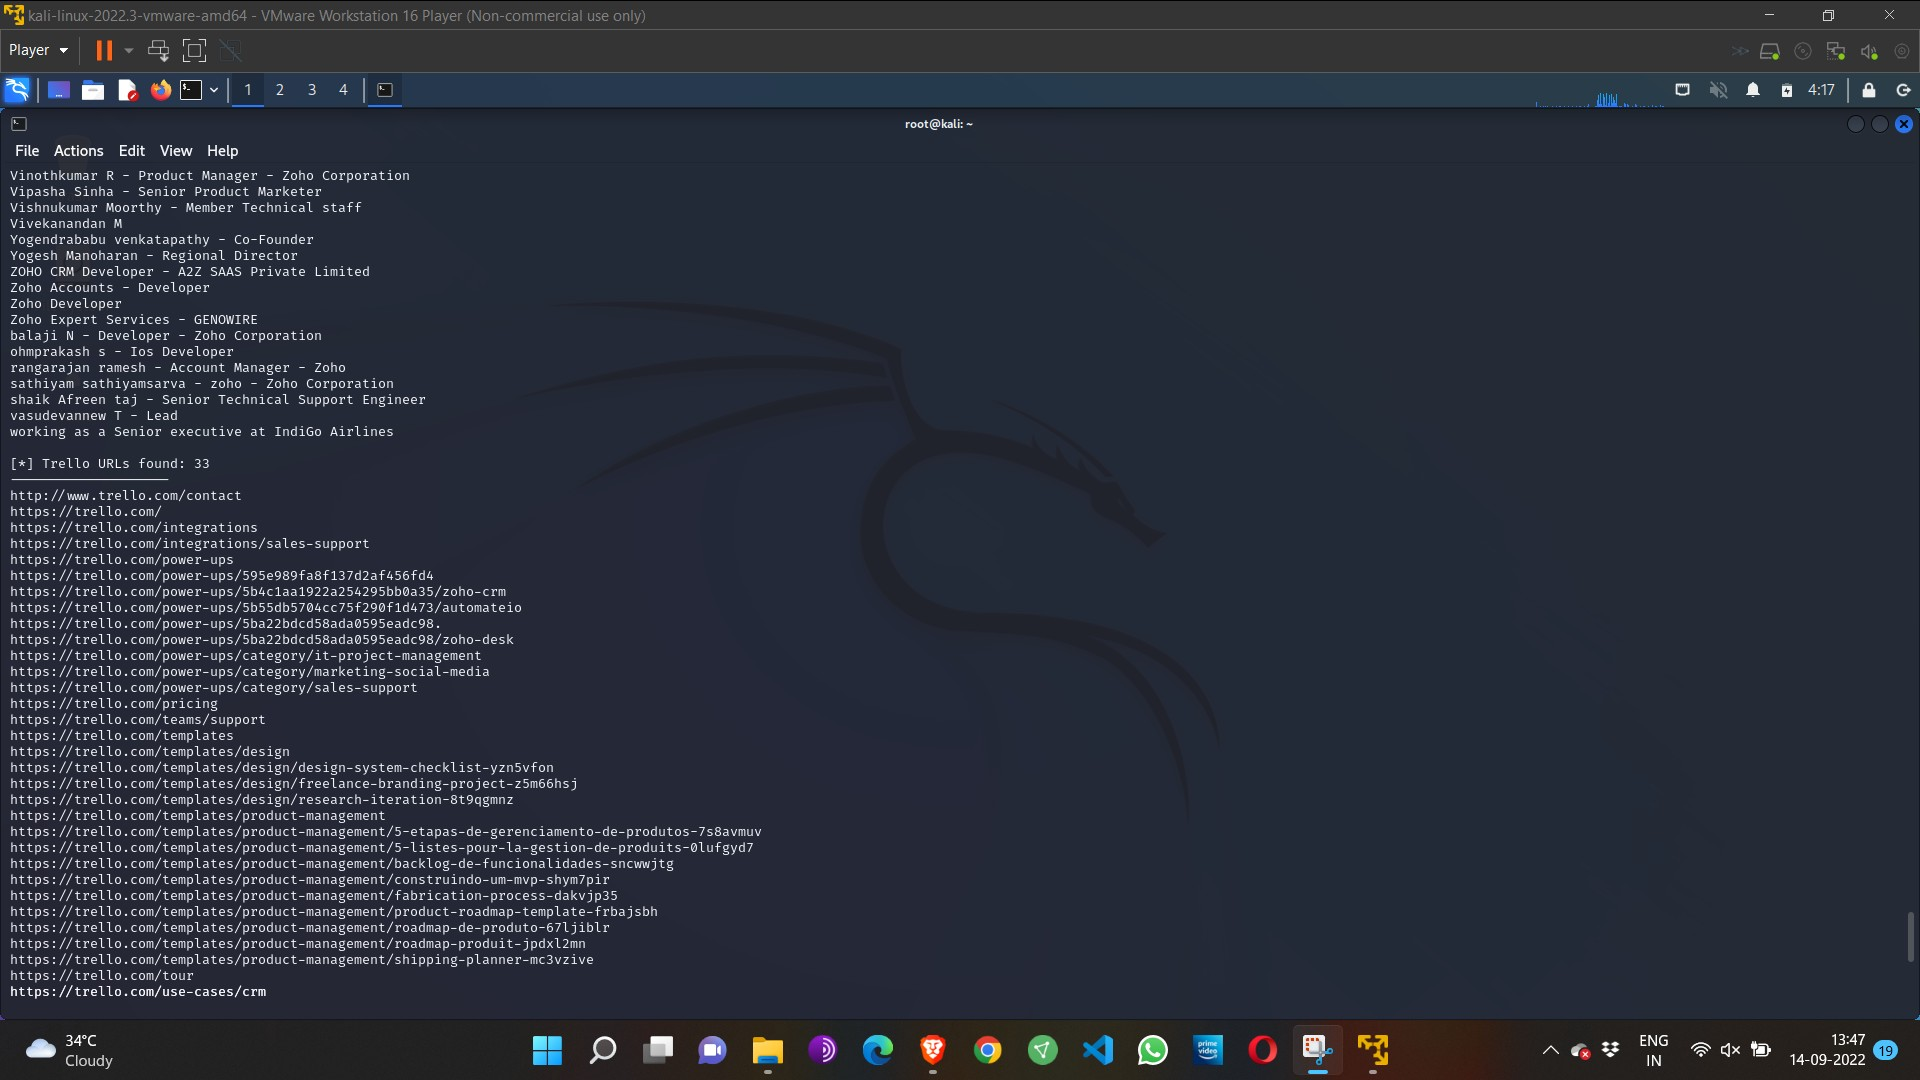 kali-linux-2022.3-vmware-amd64 - VMware Workstation 16 Player (Non-commercial use only)
Player
1 2 3 4
4:17
root@kali: ~
File Actions Edit View Help
Vinothkumar R - Product Manager - Zoho Corporation
Vipasha Sinha - Senior Product Marketer
Vishnukumar Moorthy - Member Technical staff
Vivekanandan M
Yogendrababu venkatapathy - Co-Founder
Yogesh Manoharan - Regional Director
ZOHO CRM Developer - A2Z SAAS Private Limited
Zoho Accounts - Developer
Zoho Developer
Zoho Expert Services - GENOWIRE
balaji N - Developer - Zoho Corporation
ohmprakash s - Ios Developer
rangarajan ramesh - Account Manager - Zoho
sathiyam sathiyamsarva - zoho - Zoho Corporation
shaik Afreen taj - Senior Technical Support Engineer
vasudevannew T - Lead
working as a Senior executive at IndiGo Airlines
[*] Trello URLs found: 33
--------------------
http://www.trello.com/contact
https://trello.com/
https://trello.com/integrations
https://trello.com/integrations/sales-support
https://trello.com/power-ups
https://trello.com/power-ups/595e989fa8f137d2af456fd4
https://trello.com/power-ups/5b4c1aa1922a254295bb0a35/zoho-crm
https://trello.com/power-ups/5b55db5704cc75f290f1d473/automateio
https://trello.com/power-ups/5ba22bdcd58ada0595eadc98.
https://trello.com/power-ups/5ba22bdcd58ada0595eadc98/zoho-desk
https://trello.com/power-ups/category/it-project-management
https://trello.com/power-ups/category/marketing-social-media
https://trello.com/power-ups/category/sales-support
https://trello.com/pricing
https://trello.com/teams/support
https://trello.com/templates
https://trello.com/templates/design
https://trello.com/templates/design/design-system-checklist-yzn5vfon
https://trello.com/templates/design/freelance-branding-project-z5m66hsj
https://trello.com/templates/design/research-iteration-8t9qgmnz
https://trello.com/templates/product-management
https://trello.com/templates/product-management/5-etapas-de-gerenciamento-de-produtos-7s8avmuv
https://trello.com/templates/product-management/5-listes-pour-la-gestion-de-produits-0lufgyd7
https://trello.com/templates/product-management/backlog-de-funcionalidades-sncwwjtg
https://trello.com/templates/product-management/construindo-um-mvp-shym7pir
https://trello.com/templates/product-management/fabrication-process-dakvjp35
https://trello.com/templates/product-management/product-roadmap-template-frbajsbh
https://trello.com/templates/product-management/roadmap-de-produto-67ljiblr
https://trello.com/templates/product-management/roadmap-produit-jpdxl2mn
https://trello.com/templates/product-management/shipping-planner-mc3vzive
https://trello.com/tour
https://trello.com/use-cases/crm
34°C
Cloudy
prime video
ENG
IN
13:47
14-09-2022
19